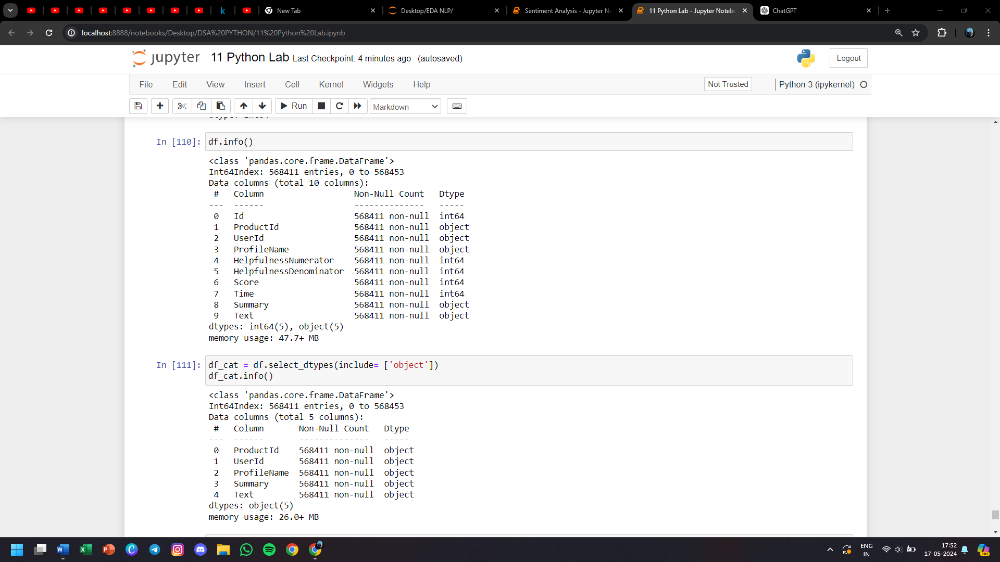 New Tab
Desktop/EDA NLP/
Sentiment Analysis - Jupyter No
11 Python Lab - Jupyter Notebo
ChatGPT
localhost:8888/notebooks/Desktop/DSA%20PYTHON/11%20Python%20Lab.ipynb
jupyter 11 Python Lab Last Checkpoint: 4 minutes ago (autosaved)
Logout
File Edit View Insert Cell Kernel Widgets Help
Not Trusted
Python 3 (ipykernel)
Run
Markdown
In [110]: df.info()
<class 'pandas.core.frame.DataFrame'>
Int64Index: 568411 entries, 0 to 568453
Data columns (total 10 columns):
 #   Column                  Non-Null Count   Dtype
---  ------                  --------------   -----
 0   Id                      568411 non-null  int64
 1   ProductId               568411 non-null  object
 2   UserId                  568411 non-null  object
 3   ProfileName             568411 non-null  object
 4   HelpfulnessNumerator    568411 non-null  int64
 5   HelpfulnessDenominator  568411 non-null  int64
 6   Score                   568411 non-null  int64
 7   Time                    568411 non-null  int64
 8   Summary                 568411 non-null  object
 9   Text                    568411 non-null  object
dtypes: int64(5), object(5)
memory usage: 47.7+ MB
In [111]: df_cat = df.select_dtypes(include= ['object'])
df_cat.info()
<class 'pandas.core.frame.DataFrame'>
Int64Index: 568411 entries, 0 to 568453
Data columns (total 5 columns):
 #   Column       Non-Null Count   Dtype
---  ------       --------------   -----
 0   ProductId    568411 non-null  object
 1   UserId       568411 non-null  object
 2   ProfileName  568411 non-null  object
 3   Summary      568411 non-null  object
 4   Text         568411 non-null  object
dtypes: object(5)
memory usage: 26.0+ MB
ENG
IN
17:52
17-05-2024
PRE